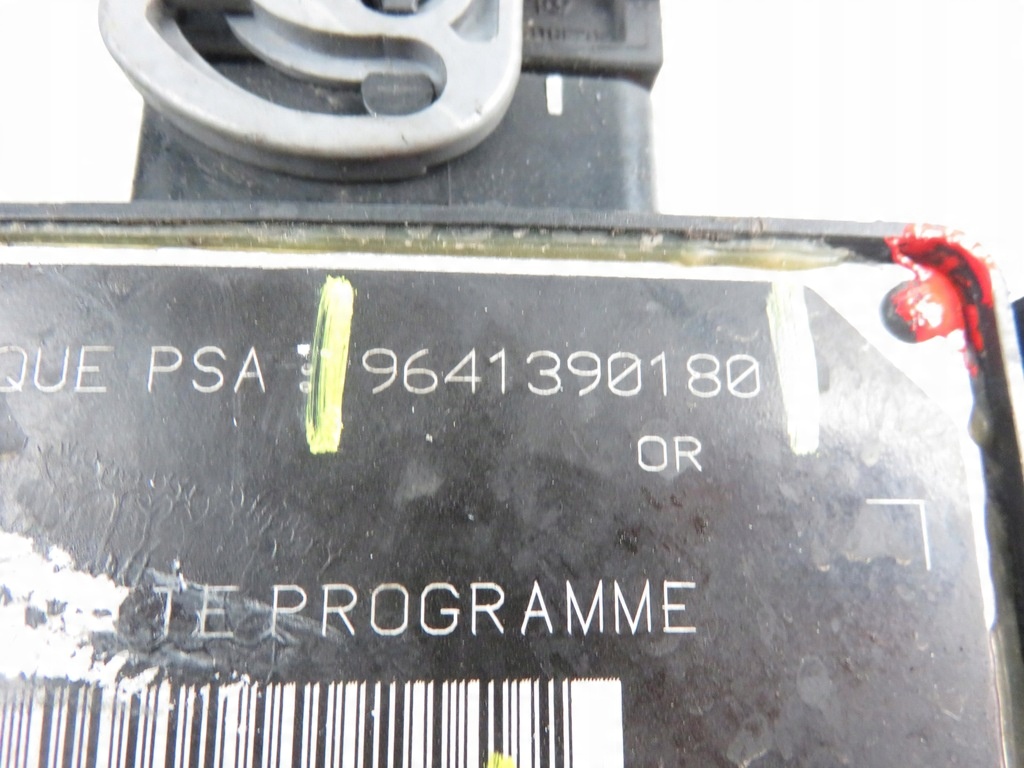 QUE PSA : 9641390180
OR
TE PROGRAMME